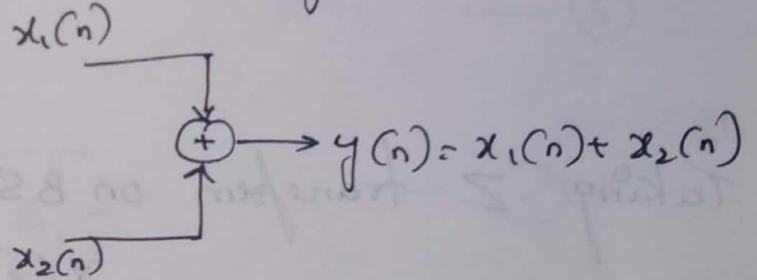 x₁(n)
+ y(n) = x₁(n) + x₂(n)
x₂(n)